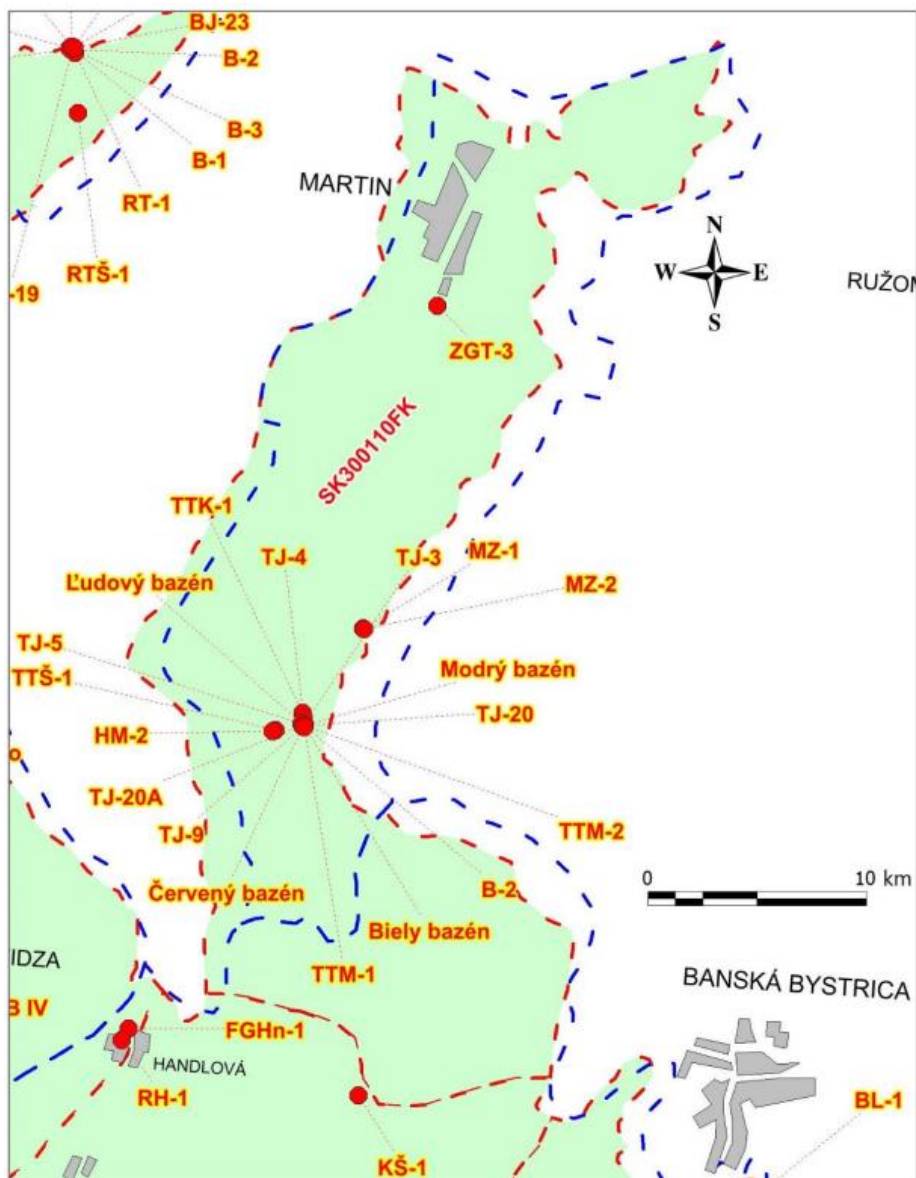 BJ-23
B-2
B-3
B-1
RT-1
RTŠ-1
-19
MARTIN
N
W
E
S
RUŽOM
ZGT-3
SK300110FK
TTK-1
TJ-4
TJ-3
MZ-1
MZ-2
Ľudový bazén
TJ-5
TTŠ-1
Modrý bazén
TJ-20
HM-2
o
TJ-20A
TJ-9
TTM-2
0
10 km
Červený bazén
B-2
Biely bazén
TTM-1
IDZA
BANSKÁ BYSTRICA
B IV
FGHn-1
HANDLOVÁ
RH-1
BL-1
KŠ-1